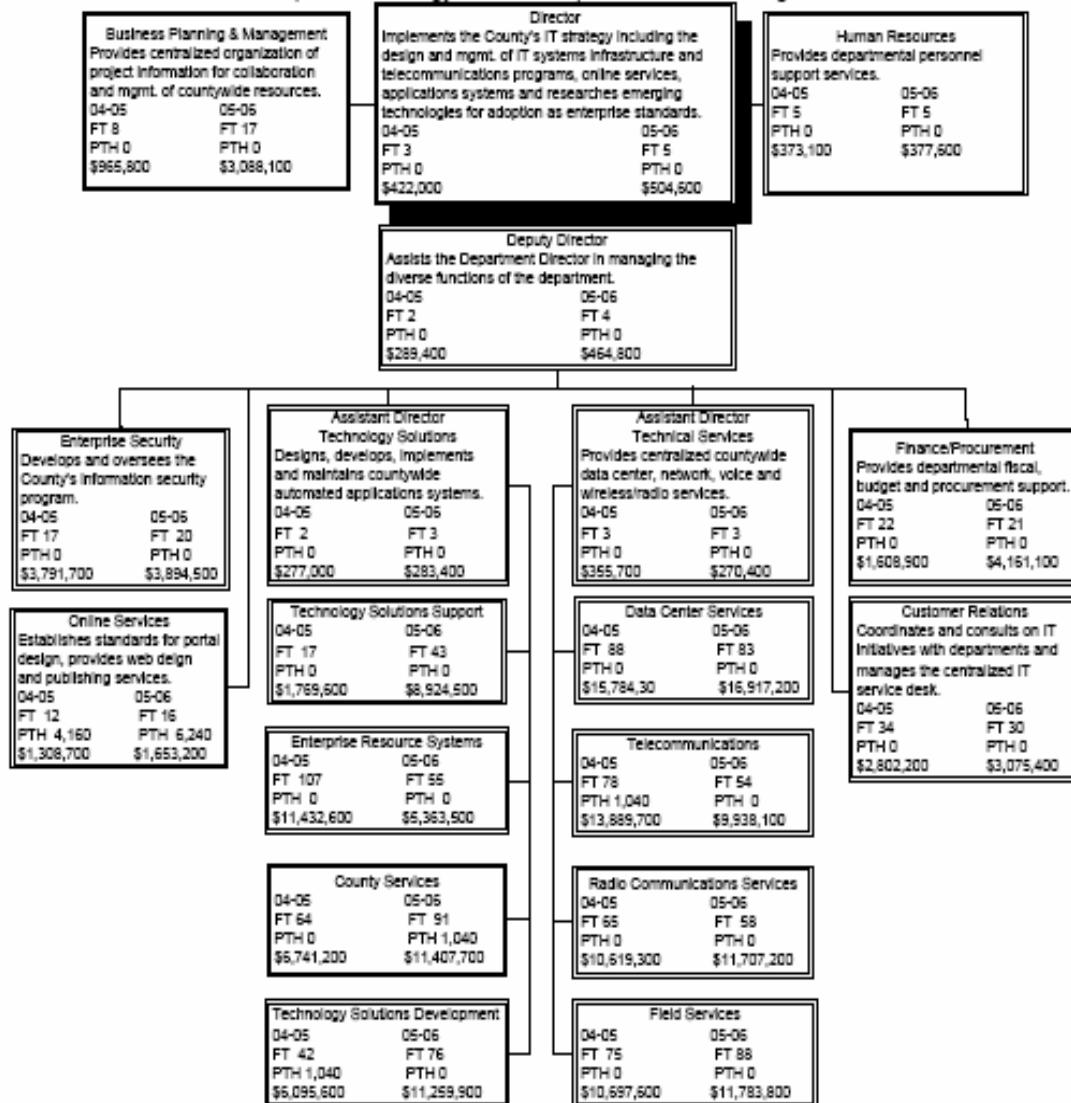 Director
Implements the County's IT strategy including the
design and mgmt. of IT systems infrastructure and
telecommunications programs, online services,
applications systems and researches emerging
technologies for adoption as enterprise standards.
04-05 05-06
FT 3 FT 5
PTH 0 PTH 0
$422,000 $504,600
Business Planning & Management
Provides centralized organization of
project information for collaboration
and mgmt. of countywide resources.
04-05 05-06
FT 8 FT 17
PTH 0 PTH 0
$965,800 $3,088,100
Human Resources
Provides departmental personnel
support services.
04-05 05-06
FT 5 FT 5
PTH 0 PTH 0
$373,100 $377,600
Deputy Director
Assists the Department Director in managing the
diverse functions of the department.
04-05 05-06
FT 2 FT 4
PTH 0 PTH 0
$289,400 $464,800
Enterprise Security
Develops and oversees the
County's information security
program.
04-05 05-06
FT 17 FT 20
PTH 0 PTH 0
$3,791,700 $3,894,500
Online Services
Establishes standards for portal
design, provides web deign
and publishing services.
04-05 05-06
FT 12 FT 16
PTH 4,160 PTH 6,240
$1,308,700 $1,653,200
Assistant Director
Technology Solutions
Designs, develops, implements
and maintains countywide
automated applications systems.
04-05 05-06
FT 2 FT 3
PTH 0 PTH 0
$277,000 $283,400
Technology Solutions Support
04-05 05-06
FT 17 FT 43
PTH 0 PTH 0
$1,769,600 $8,924,500
Enterprise Resource Systems
04-05 05-06
FT 107 FT 55
PTH 0 PTH 0
$11,432,600 $5,363,500
County Services
04-05 05-06
FT 64 FT 91
PTH 0 PTH 1,040
$6,741,200 $11,407,700
Technology Solutions Development
04-05 05-06
FT 42 FT 76
PTH 1,040 PTH 0
$6,095,600 $11,259,900
Assistant Director
Technical Services
Provides centralized countywide
data center, network, voice and
wireless/radio services.
04-05 05-06
FT 3 FT 3
PTH 0 PTH 0
$355,700 $270,400
Data Center Services
04-05 05-06
FT 88 FT 83
PTH 0 PTH 0
$15,784,30 $16,917,200
Telecommunications
04-05 05-06
FT 78 FT 54
PTH 1,040 PTH 0
$13,889,700 $9,938,100
Radio Communications Services
04-05 05-06
FT 65 FT 58
PTH 0 PTH 0
$10,619,300 $11,707,200
Field Services
04-05 05-06
FT 75 FT 88
PTH 0 PTH 0
$10,697,600 $11,783,800
Finance/Procurement
Provides departmental fiscal,
budget and procurement support.
04-05 05-06
FT 22 FT 21
PTH 0 PTH 0
$1,608,900 $4,161,100
Customer Relations
Coordinates and consults on IT
initiatives with departments and
manages the centralized IT
service desk.
04-05 05-06
FT 34 FT 30
PTH 0 PTH 0
$2,802,200 $3,075,400